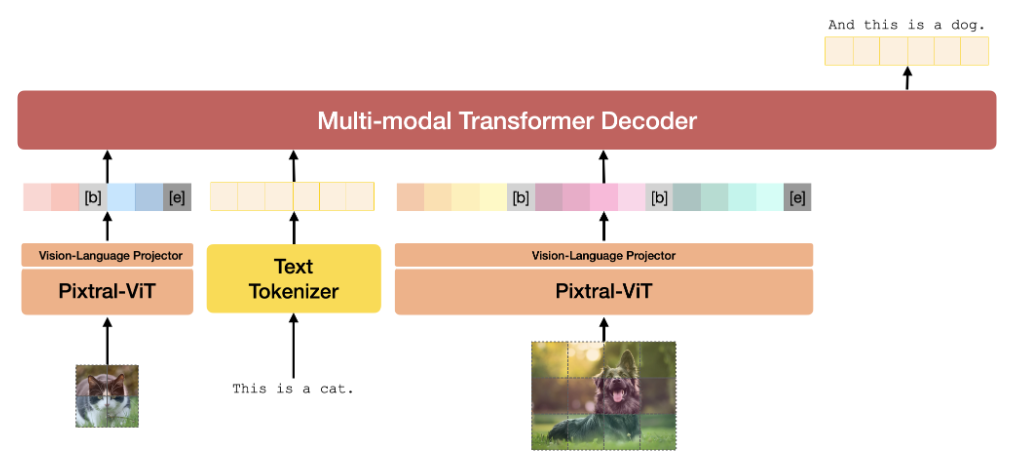 And this is a dog.
Multi-modal Transformer Decoder
[b] [e] [b] [b] [e]
Vision-Language Projector
Pixtral-ViT
Text
Tokenizer
Vision-Language Projector
Pixtral-ViT
This is a cat.